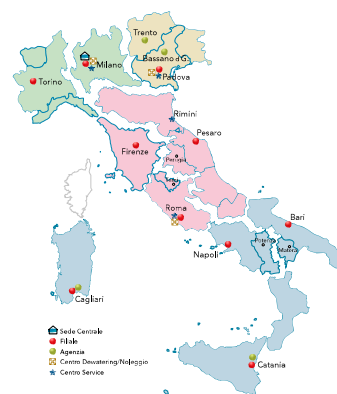 Trento
Bassano d G.
Milano
Padova
Torino
Rimini
Pesaro
Firenze
Perugia
Roma
Bari
Potenza
Matera
Napoli
Cagliari
Catania
Sede Centrale
Filiale
Agenzia
Centro Dewatering/Noleggio
Centro Service